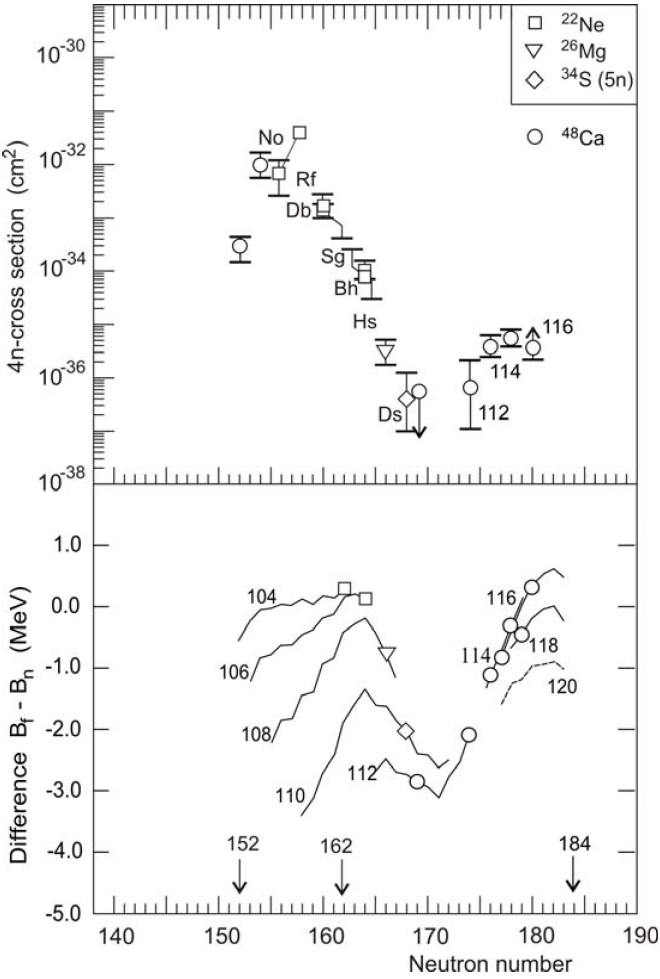 ²²Ne
²⁶Mg
³⁴S (5n)
⁴⁸Ca
4n-cross section (cm²)
10⁻³⁰
10⁻³²
10⁻³⁴
10⁻³⁶
10⁻³⁸
No
Rf
Db
Sg
Bh
Hs
Ds
112
114
116
Difference B_f - B_n (MeV)
1.0
0.0
-1.0
-2.0
-3.0
-4.0
-5.0
104
106
108
110
112
114
116
118
120
152
162
184
140
150
160
170
180
190
Neutron number